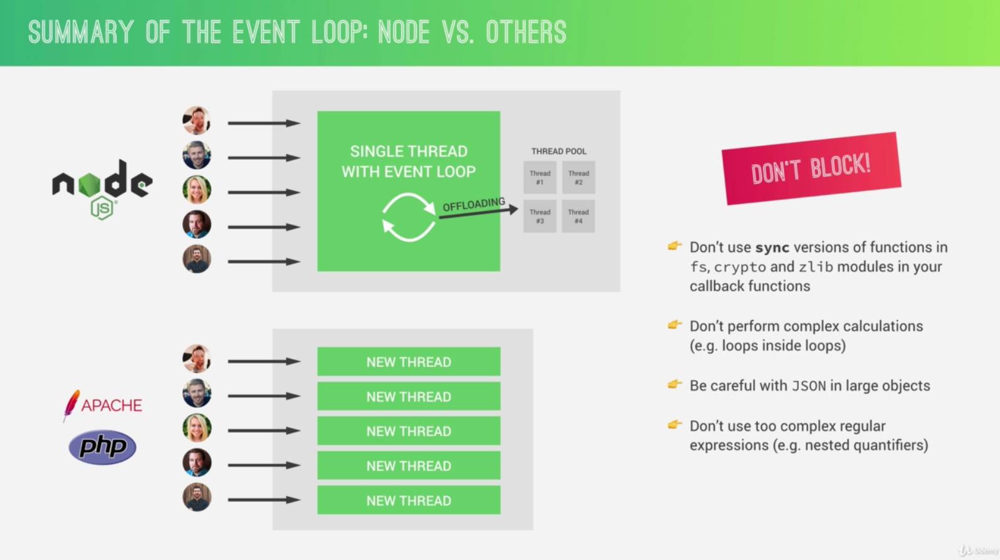 SUMMARY OF THE EVENT LOOP: NODE VS. OTHERS
node
JS
SINGLE THREAD
WITH EVENT LOOP
OFFLOADING
THREAD POOL
Thread
#1
Thread
#2
Thread
#3
Thread
#4
APACHE
php
NEW THREAD
NEW THREAD
NEW THREAD
NEW THREAD
NEW THREAD
DON'T BLOCK!
Don't use sync versions of functions in
fs, crypto and zlib modules in your
callback functions
Don't perform complex calculations
(e.g. loops inside loops)
Be careful with JSON in large objects
Don't use too complex regular
expressions (e.g. nested quantifiers)
Udemy